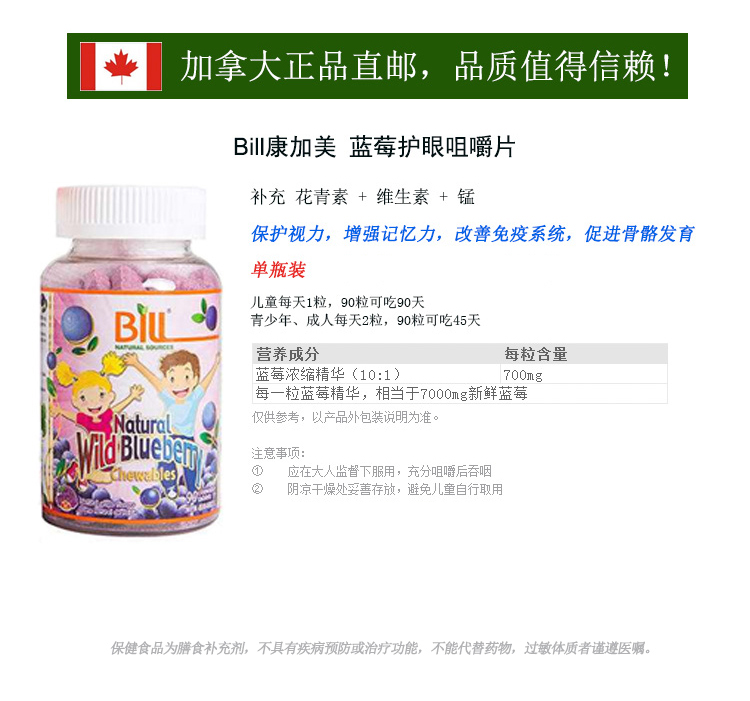 加拿大正品直邮，品质值得信赖！
Bill康加美 蓝莓护眼咀嚼片
补充 花青素 + 维生素 + 锰
保护视力，增强记忆力，改善免疫系统，促进骨骼发育
单瓶装
儿童每天1粒，90粒可吃90天
青少年、成人每天2粒，90粒可吃45天
营养成分 每粒含量
蓝莓浓缩精华（10:1） 700mg
每一粒蓝莓精华，相当于7000mg新鲜蓝莓
仅供参考，以产品外包装说明为准。
注意事项：
① 应在大人监督下服用，充分咀嚼后吞咽
② 阴凉干燥处妥善存放，避免儿童自行取用
BiLL
NATURAL SOURCES
Natural
Wild Blueberry
Chewables
保健食品为膳食补充剂，不具有疾病预防或治疗功能，不能代替药物，过敏体质者谨遵医嘱。